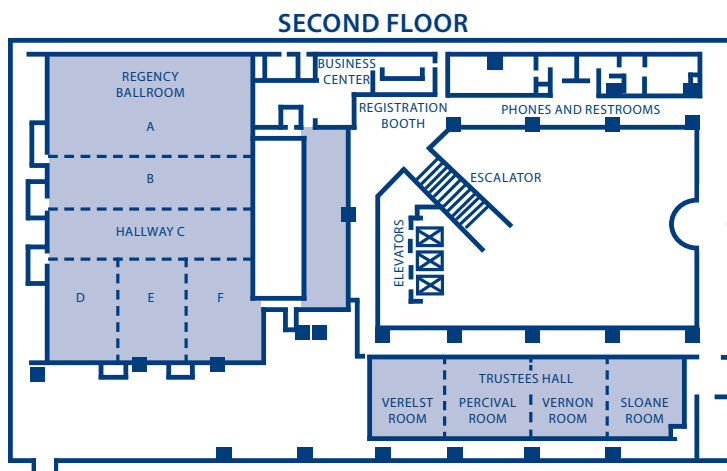 SECOND FLOOR
BUSINESS
CENTER
REGENCY
BALLROOM
A
REGISTRATION
BOOTH
PHONES AND RESTROOMS
B
ESCALATOR
HALLWAY C
ELEVATORS
D
E
F
TRUSTEES HALL
VERELST
ROOM
PERCIVAL
ROOM
VERNON
ROOM
SLOANE
ROOM